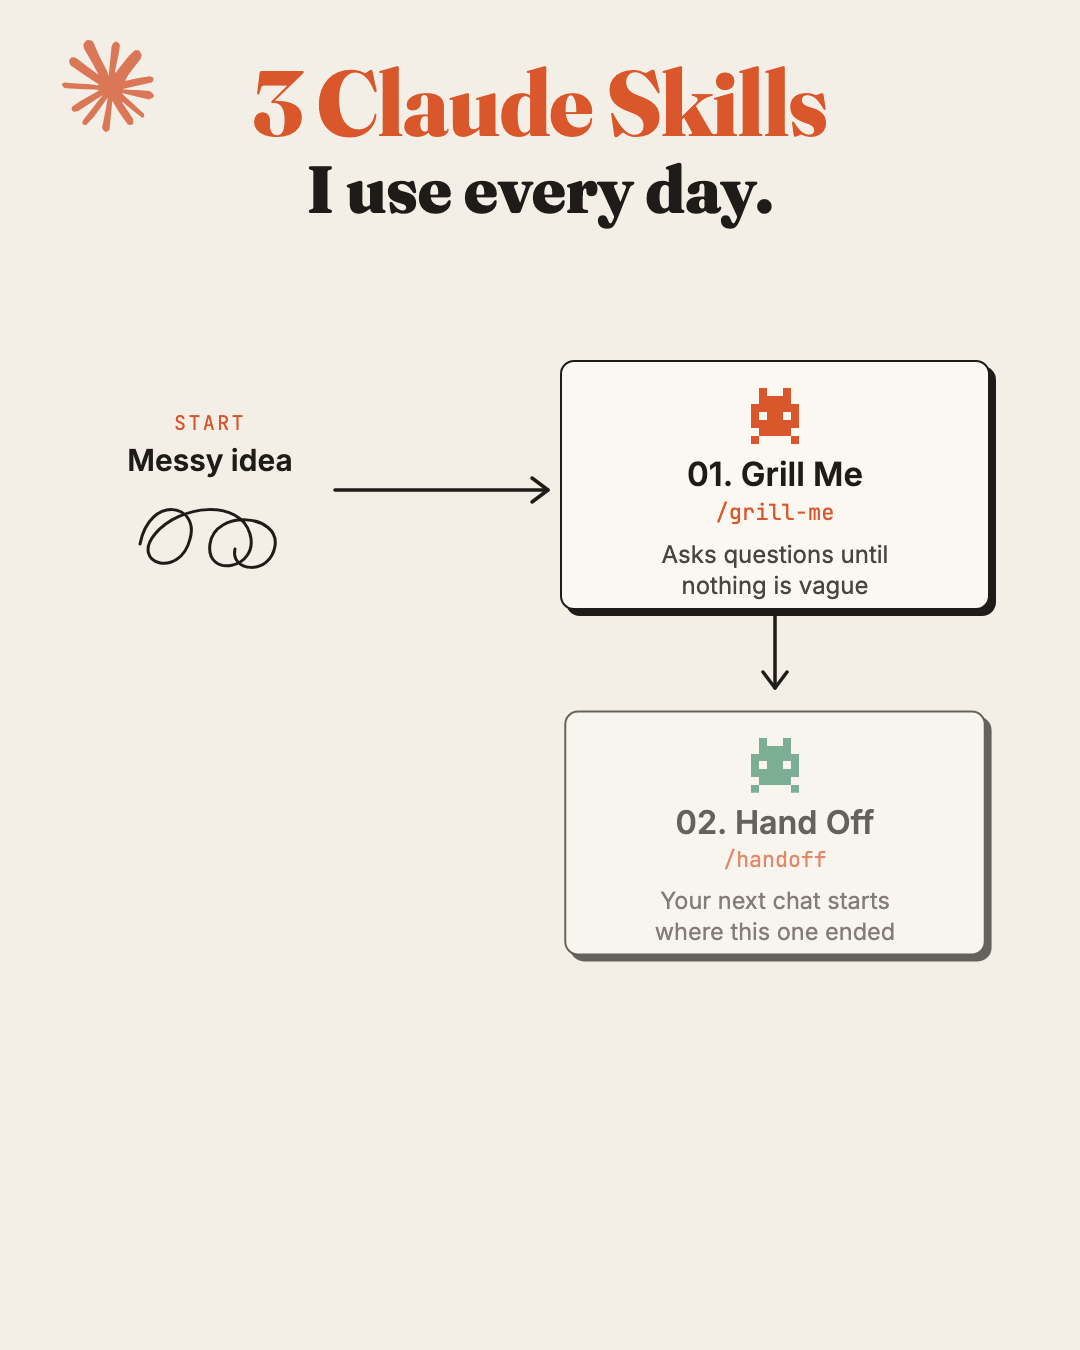 3 Claude Skills
I use every day.
START
Messy idea
01. Grill Me
/grill-me
Asks questions until
nothing is vague
02. Hand Off
/handoff
Your next chat starts
where this one ended